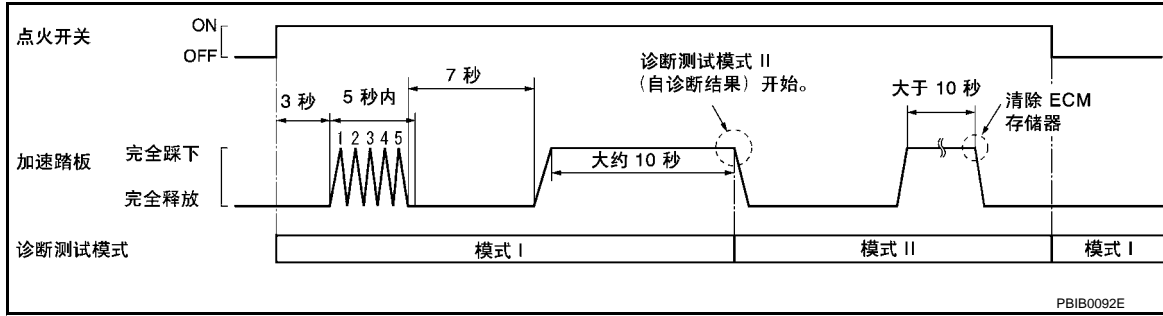 点火开关
ON
OFF
3 秒
5 秒内
7 秒
诊断测试模式 II
(自诊断结果)开始。
大于 10 秒
清除 ECM
存储器
1 2 3 4 5
加速踏板
完全踩下
完全释放
大约 10 秒
诊断测试模式
模式 I
模式 II
模式 I
PBIB0092E